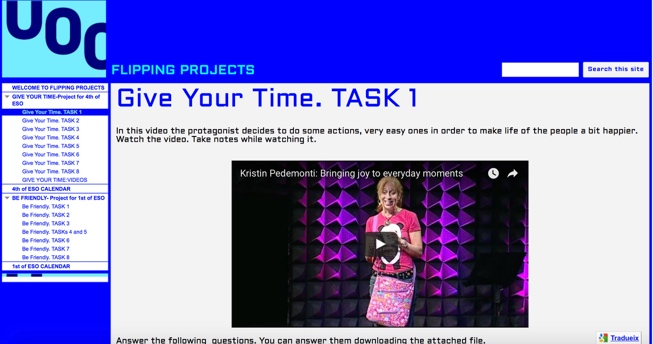 UOC
FLIPPING PROJECTS
Search this site
WELCOME TO FLIPPING PROJECTS
GIVE YOUR TIME-Project for 4th of
ESO
Give Your Time. TASK 1
Give Your Time. TASK 2
Give Your Time. TASK 3
Give Your Time. TASK 4
Give Your Time. TASK 5
Give Your Time. TASK 6
Give Your Time. TASK 7
Give Your Time. TASK 8
GIVE YOUR TIME:VIDEOS
4th of ESO CALENDAR
BE FRIENDLY- Project for 1st of ESO
Be Friendly. TASK 1
Be Friendly. TASK 2
Be Friendly. TASK 3
Be Friendly. TASKs 4 and 5
Be Friendly. TASK 6
Be Friendly. TASK 7
Be Friendly. TASK 8
1st of ESO CALENDAR
Give Your Time. TASK 1
In this video the protagonist decides to do some actions, very easy ones in order to make life of the people a bit happier.
Watch the video. Take notes while watching it.
Kristin Pedemonti: Bringing joy to everyday moments
Answer the following questions. You can answer them downloading the attached file.
Tradueix